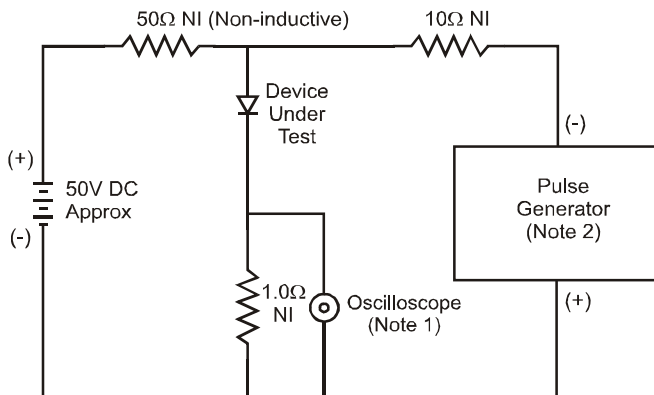 50Ω NI (Non-inductive)
10Ω NI
Device
Under
Test
(-)
(+)
50V DC
Approx
(-)
Pulse
Generator
(Note 2)
1.0Ω
NI
Oscilloscope
(Note 1)
(+)